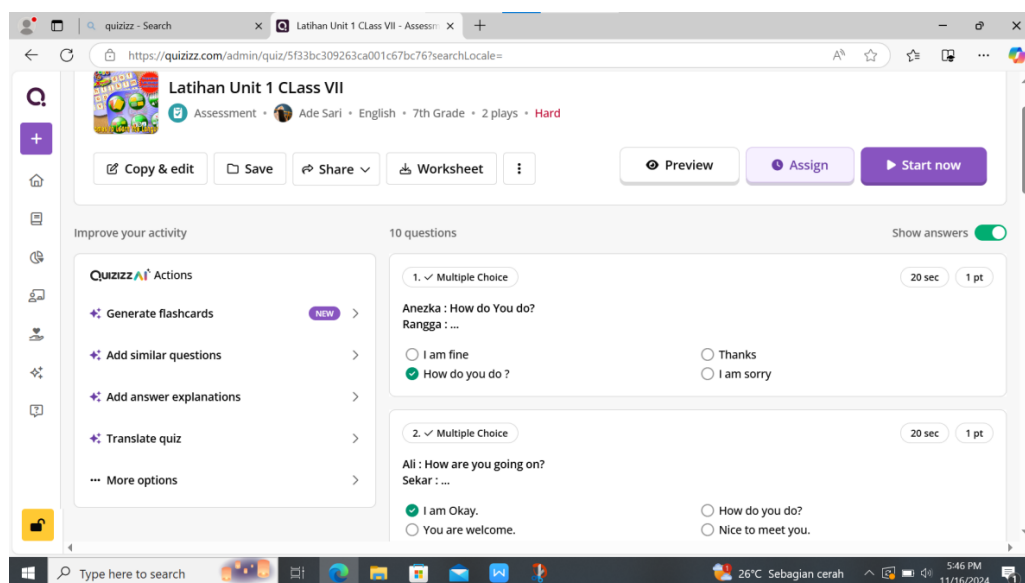 quizizz - Search
Latihan Unit 1 CLass VII - Assessm
https://quizizz.com/admin/quiz/5f33bc309263ca001c67bc76?searchLocale=
Latihan Unit 1 CLass VII
Assessment • Ade Sari • English • 7th Grade • 2 plays • Hard
Copy & edit
Save
Share
Worksheet
Preview
Assign
Start now
Improve your activity
10 questions
Show answers
QUIZIZZ AI Actions
Generate flashcards NEW
Add similar questions
Add answer explanations
Translate quiz
More options
1. Multiple Choice
20 sec
1 pt
Anezka : How do You do?
Rangga : ...
I am fine
Thanks
How do you do ?
I am sorry
2. Multiple Choice
20 sec
1 pt
Ali : How are you going on?
Sekar : ...
I am Okay.
How do you do?
You are welcome.
Nice to meet you.
Type here to search
26°C Sebagian cerah
5:46 PM
11/16/2024